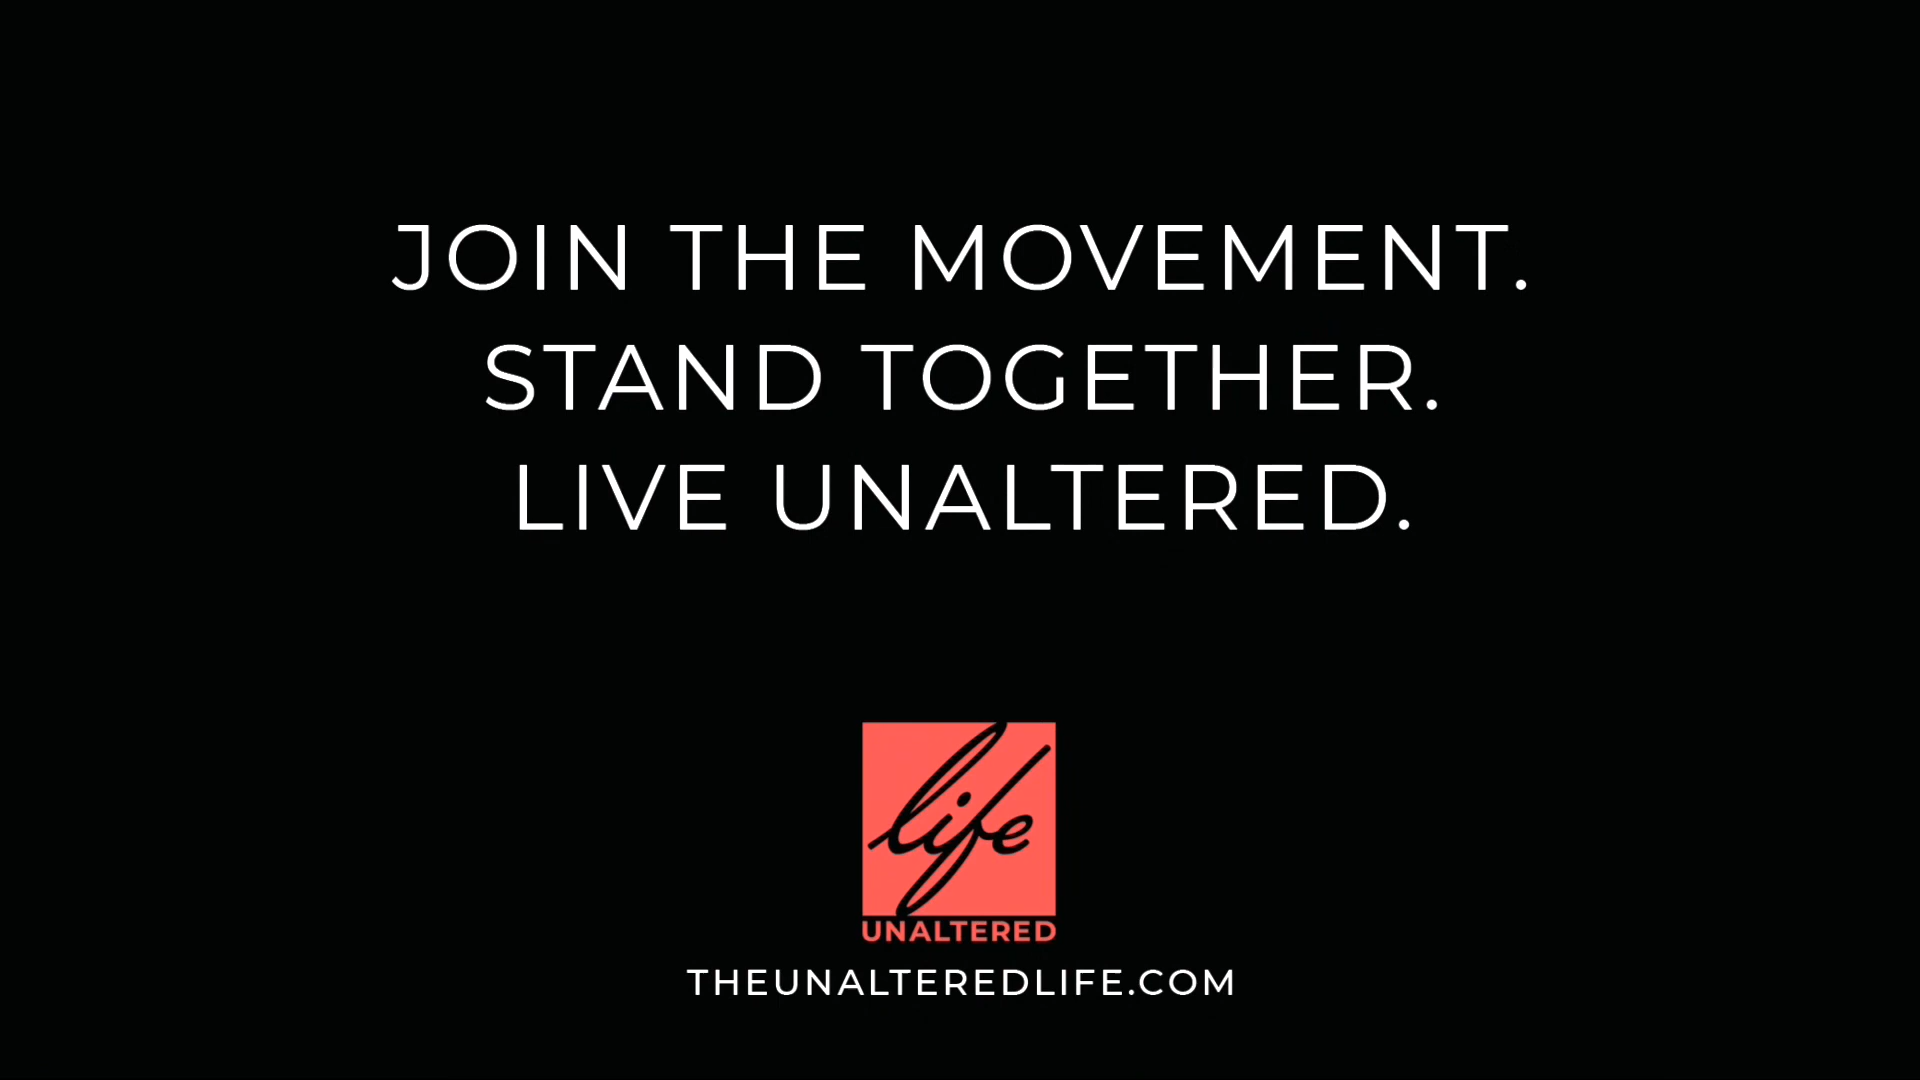 JOIN THE MOVEMENT.
STAND TOGETHER.
LIVE UNALTERED.
life
UNALTERED
THEUNALTEREDLIFE.COM